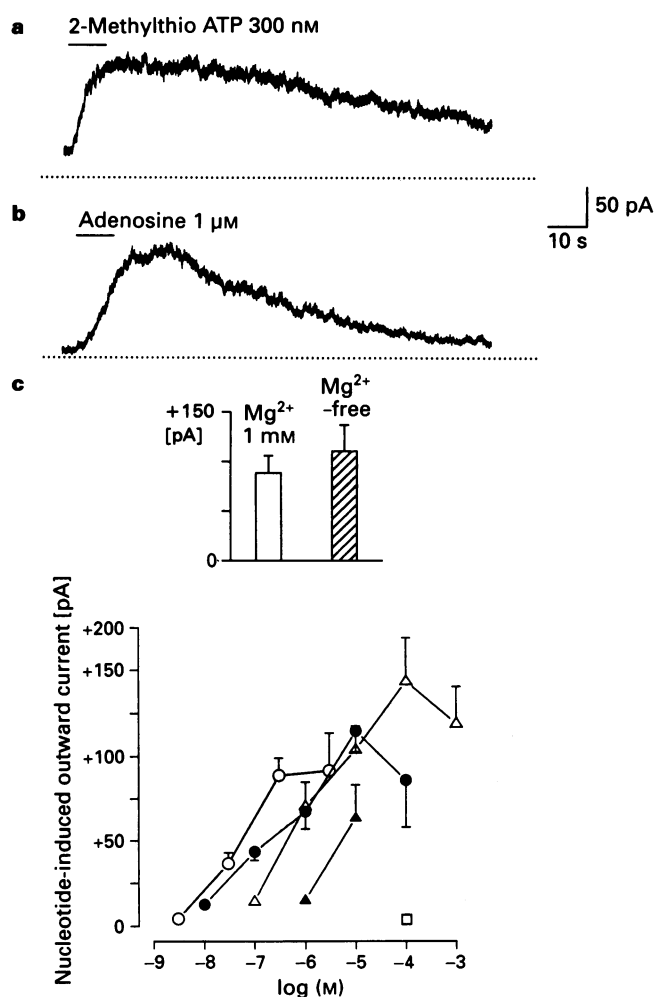 a
2-Methylthio ATP 300 nM
b
Adenosine 1 µM
50 pA
10 s
c
+150
[pA]
0
Mg2+
1 mM
Mg2+
–free
Nucleotide-induced outward current [pA]
+200
+150
+100
+50
0
–9 –8 –7 –6 –5 –4 –3
log (M)